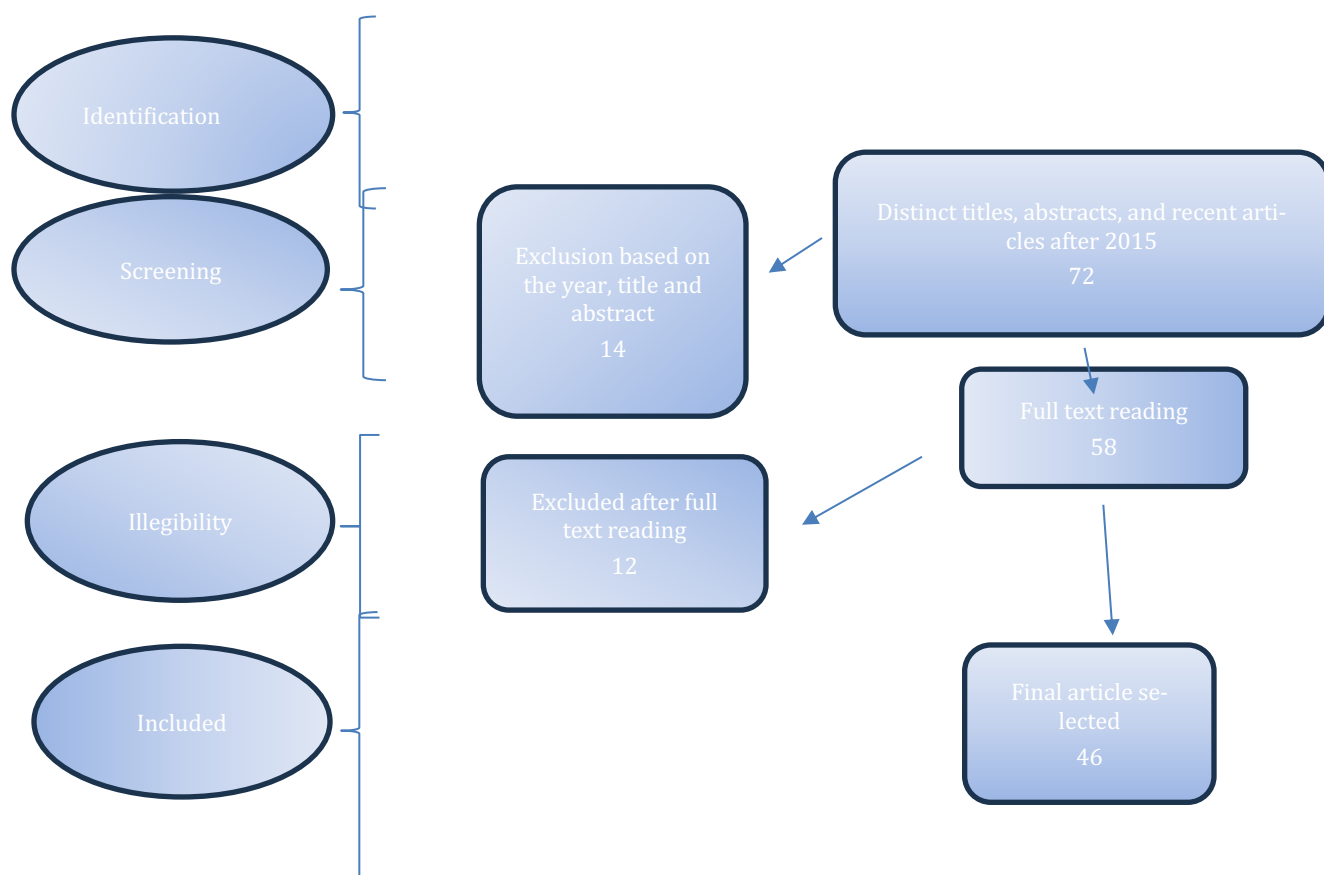 Identification
Screening
Illegibility
Included
Exclusion based on
the year, title and
abstract
14
Distinct titles, abstracts, and recent arti-
cles after 2015
72
Full text reading
58
Excluded after full
text reading
12
Final article se-
lected
46